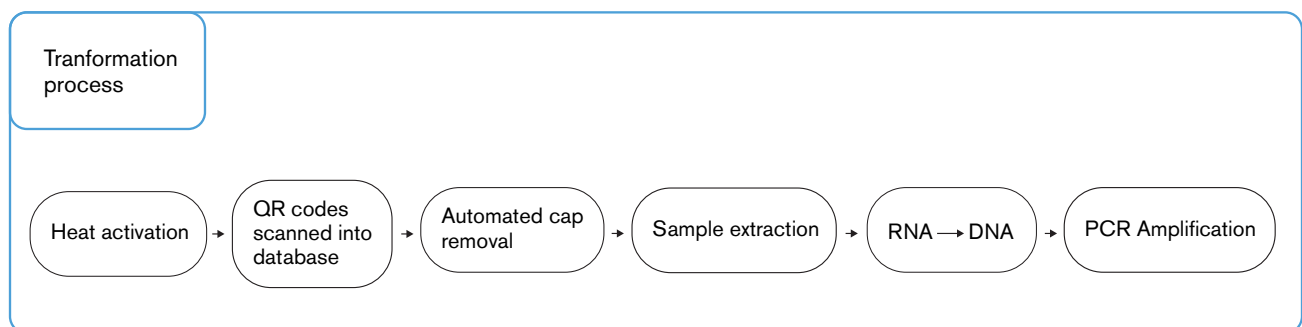 Tranformation
process
Heat activation
QR codes
scanned into
database
Automated cap
removal
Sample extraction
RNA → DNA
PCR Amplification